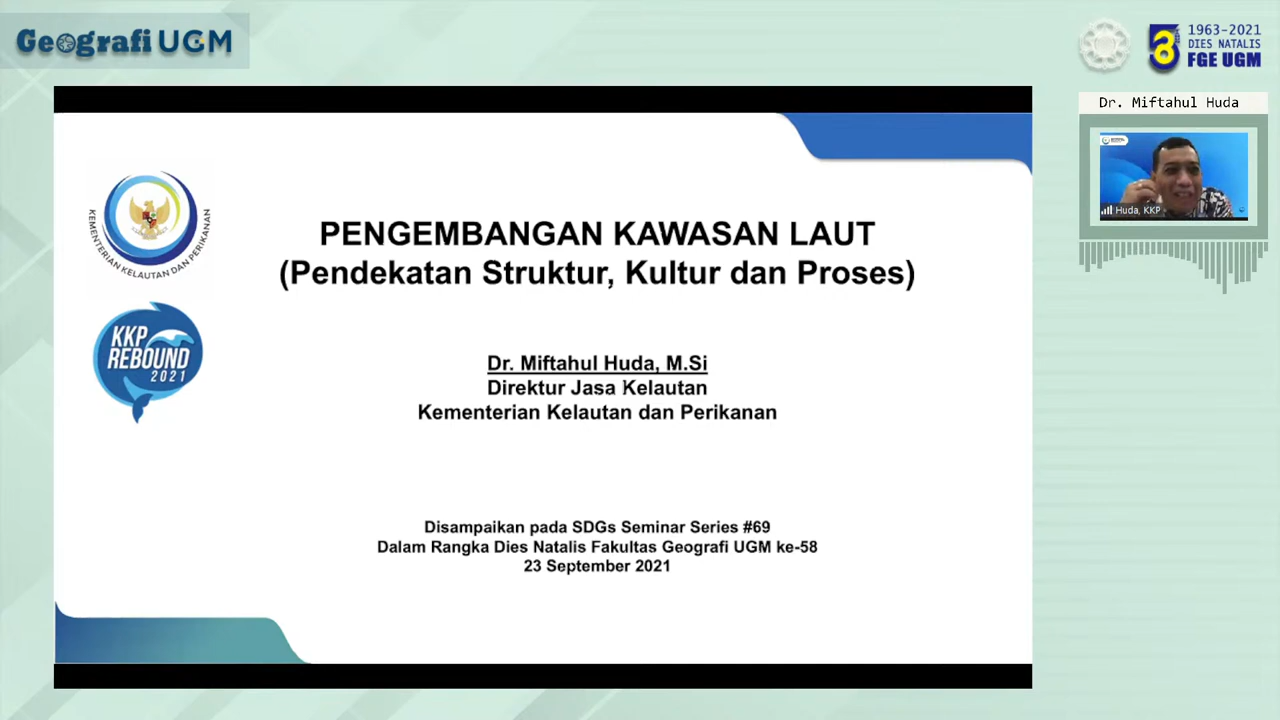 Geografi UGM
1963-2021
DIES NATALIS
FGE UGM
Dr. Miftahul Huda
Huda, KKP
KEMENTERIAN KELAUTAN DAN PERIKANAN
KKP
REBOUND
2021
PENGEMBANGAN KAWASAN LAUT
(Pendekatan Struktur, Kultur dan Proses)
Dr. Miftahul Huda, M.Si
Direktur Jasa Kelautan
Kementerian Kelautan dan Perikanan
Disampaikan pada SDGs Seminar Series #69
Dalam Rangka Dies Natalis Fakultas Geografi UGM ke-58
23 September 2021